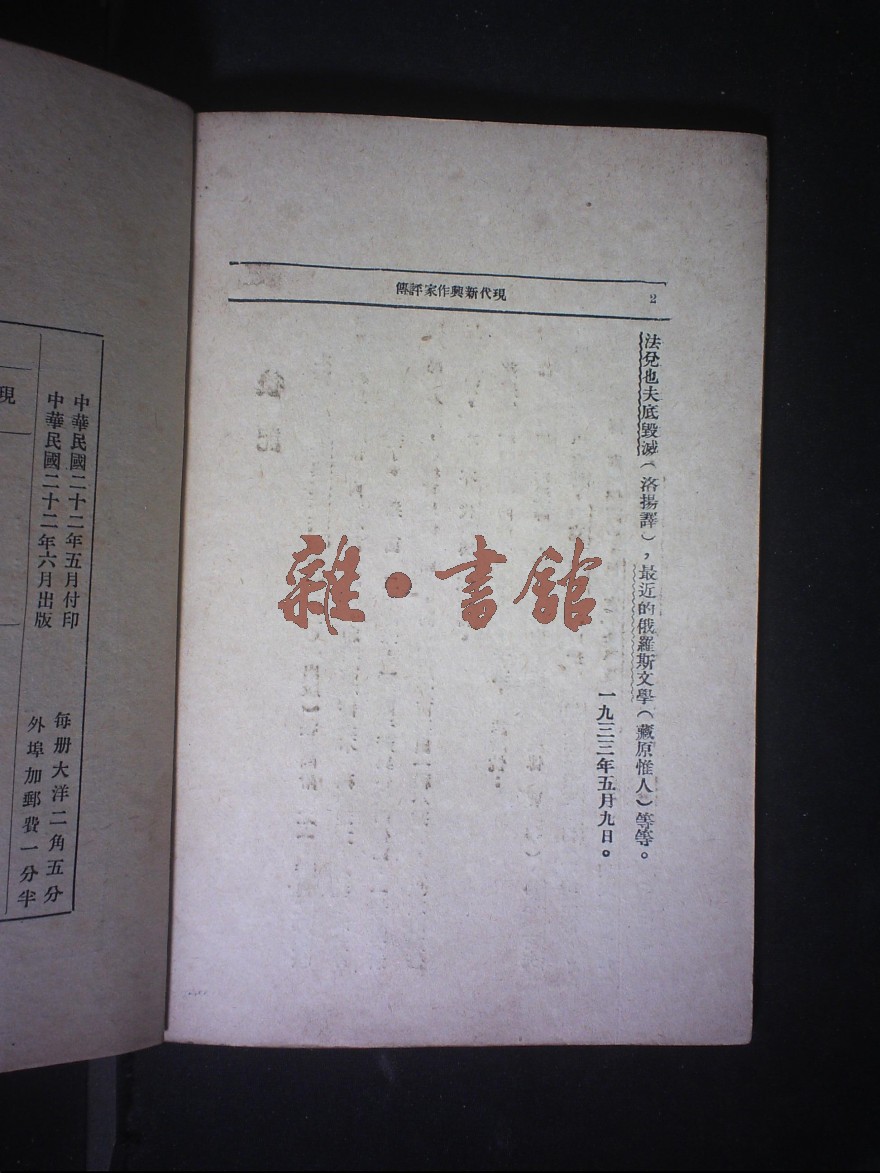 2
現代新興作家評傳
法兌也夫底毀滅（洛揚譯），最近的俄羅斯文學（藏原惟人）等等。
一九三三年五月九日。
後記
雜·書館
現
中華民國二十二年五月付印
中華民國二十二年六月出版
每册大洋二角五分
外埠加郵費一分半